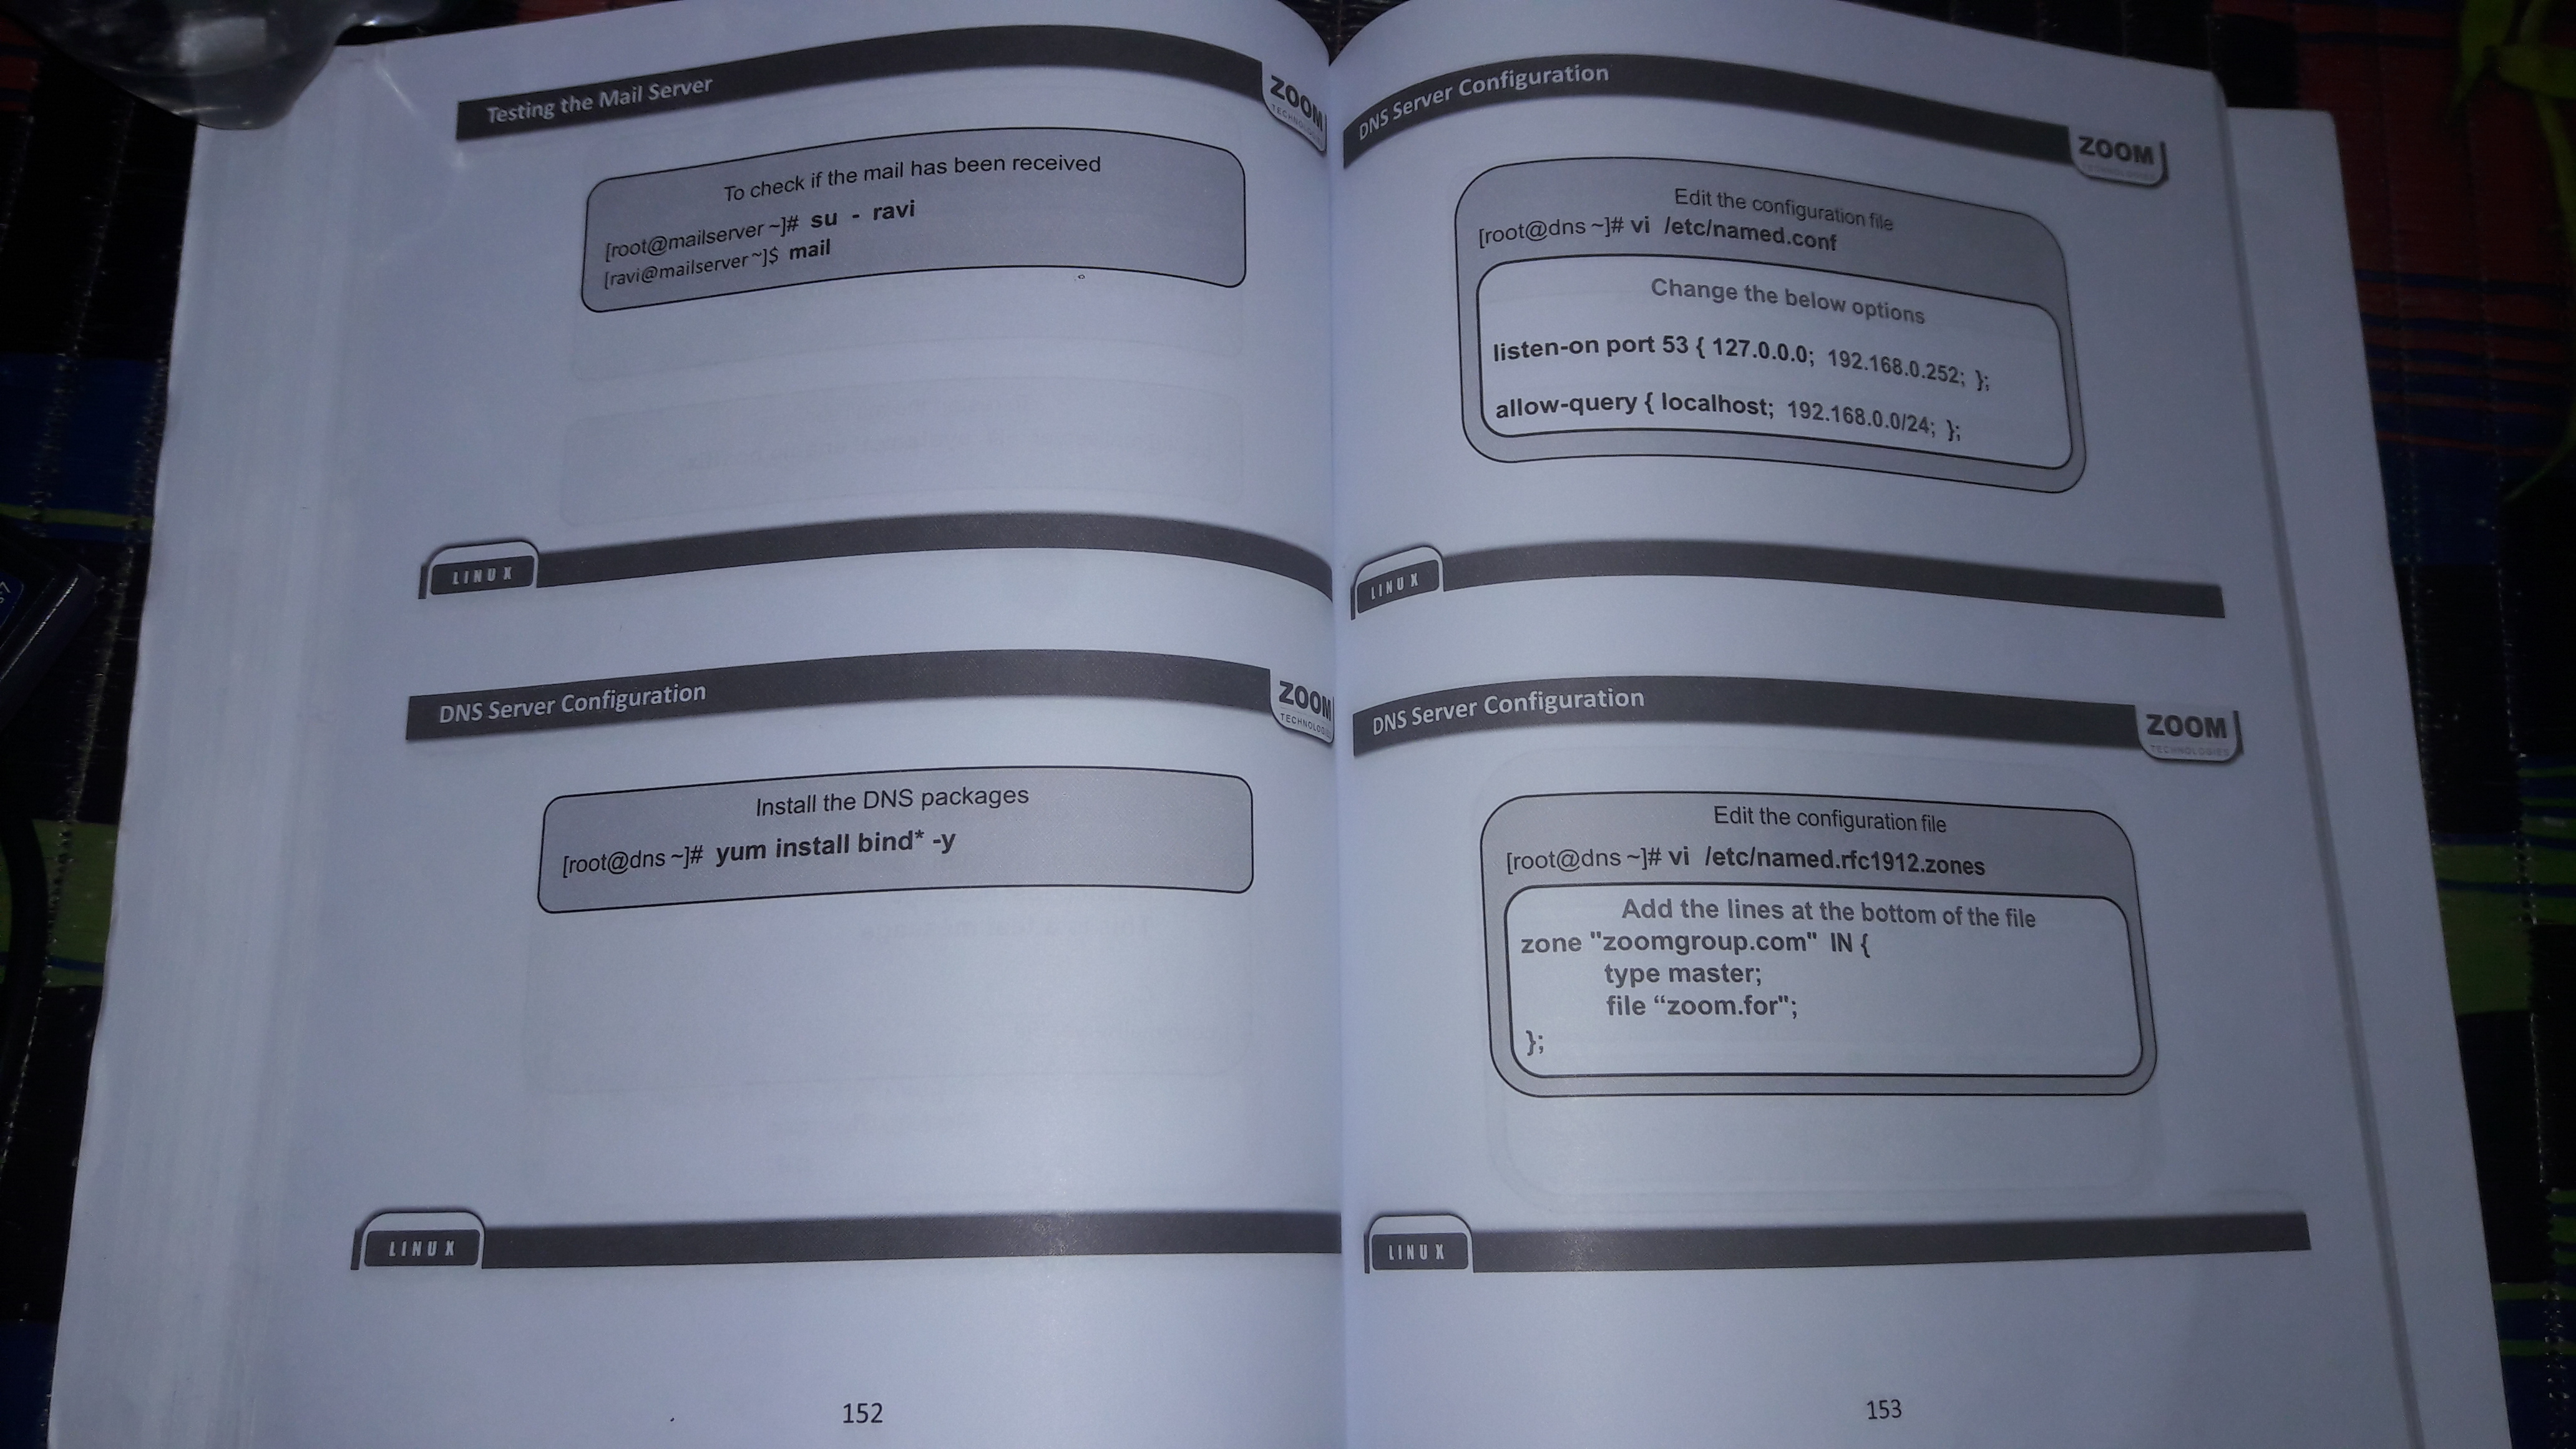 Testing the Mail Server
ZOOM
TECHNOLOGIES
To check if the mail has been received
[root@mailserver ~]# su - ravi
[ravi@mailserver ~]$ mail
LINUX
DNS Server Configuration
ZOOM
TECHNOLOGIES
Install the DNS packages
[root@dns ~]# yum install bind* -y
LINUX
152
DNS Server Configuration
ZOOM
TECHNOLOGIES
Edit the configuration file
[root@dns ~]# vi /etc/named.conf
Change the below options
listen-on port 53 { 127.0.0.0; 192.168.0.252; };
allow-query { localhost; 192.168.0.0/24; };
LINUX
DNS Server Configuration
ZOOM
TECHNOLOGIES
Edit the configuration file
[root@dns ~]# vi /etc/named.rfc1912.zones
Add the lines at the bottom of the file
zone "zoomgroup.com" IN {
type master;
file “zoom.for";
};
LINUX
153